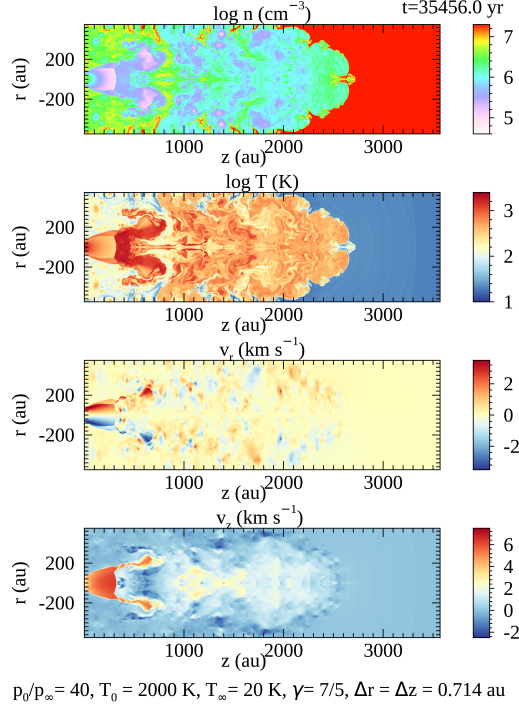 t=35456.0 yr
log n (cm⁻³)
r (au)
200
-200
7
6
5
1000 2000 3000
z (au)
log T (K)
r (au)
200
-200
3
2
1
1000 2000 3000
z (au)
vᵣ (km s⁻¹)
r (au)
200
-200
2
0
-2
1000 2000 3000
z (au)
v_z (km s⁻¹)
r (au)
200
-200
6
4
2
0
-2
1000 2000 3000
z (au)
p₀/p∞= 40, T₀ = 2000 K, T∞= 20 K, γ= 7/5, Δr = Δz = 0.714 au